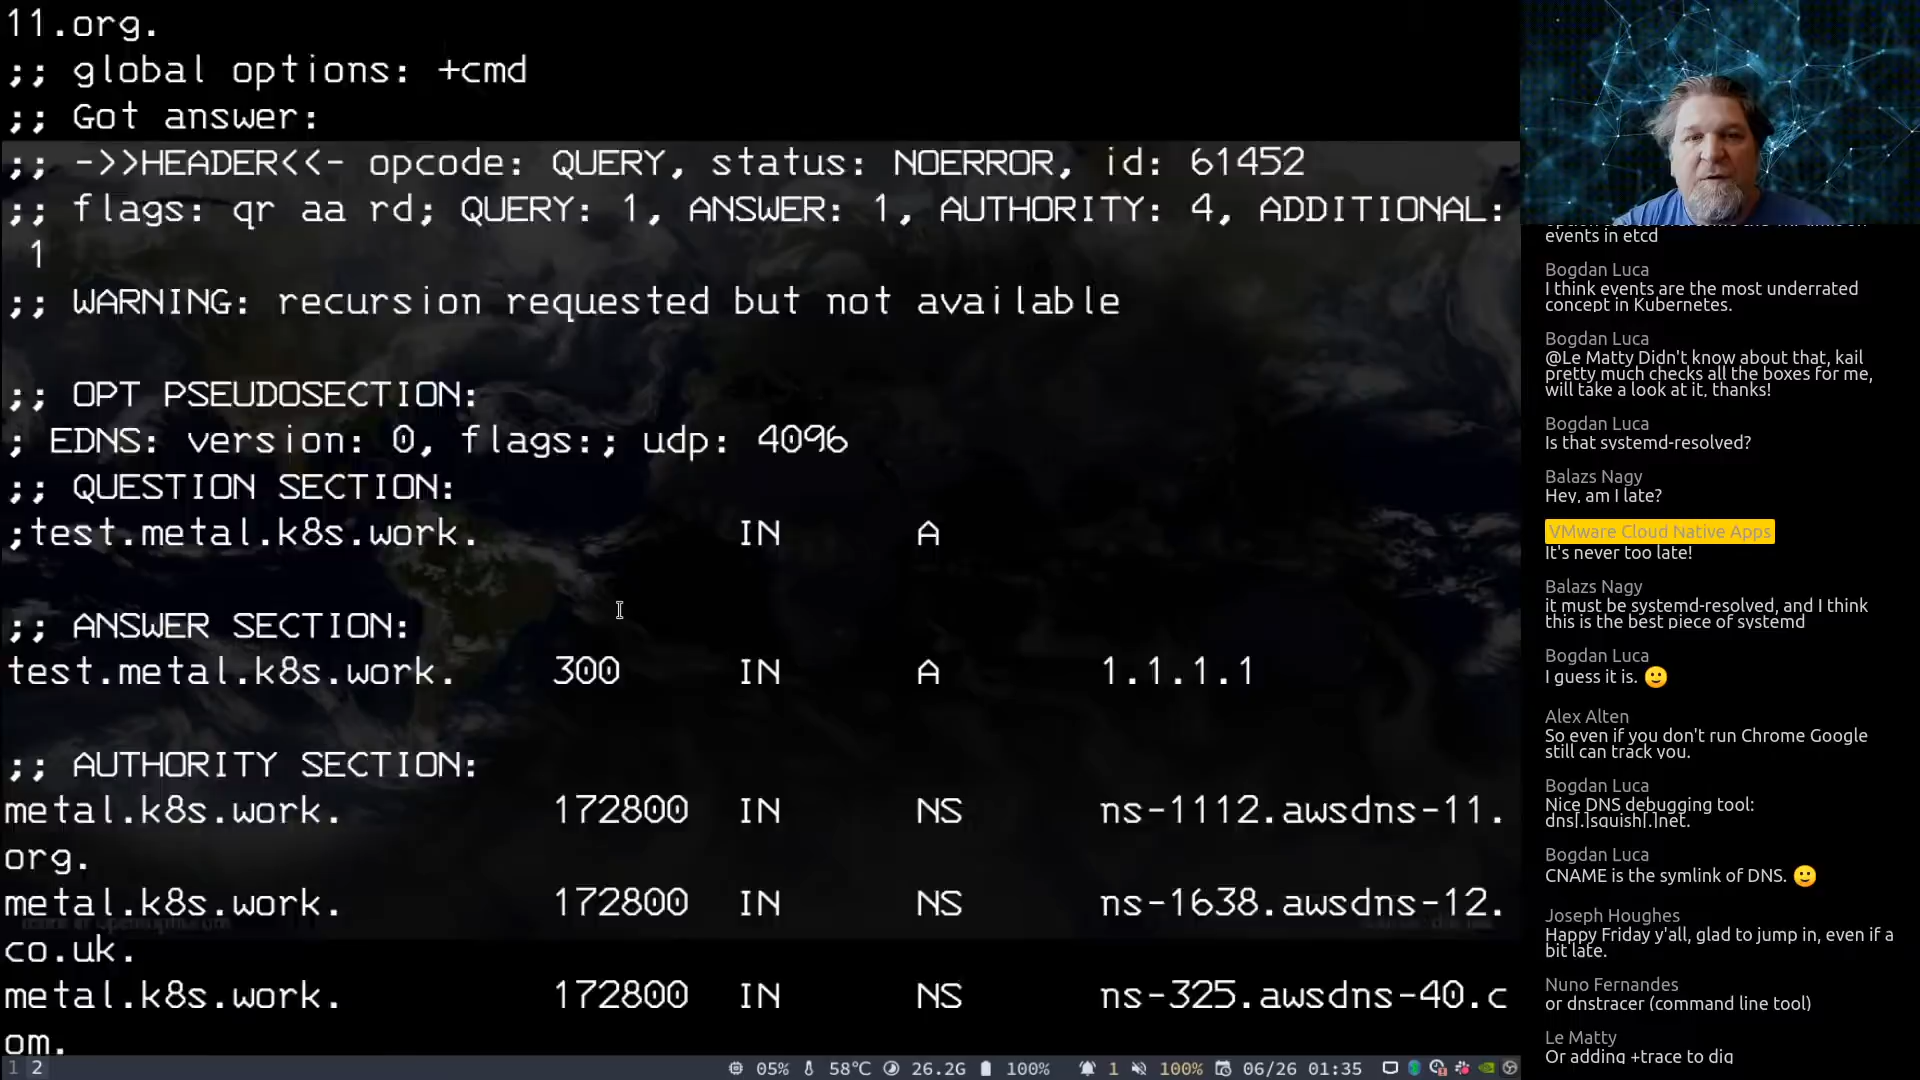 11.org.
;; global options: +cmd
;; Got answer:
;; ->>HEADER<<- opcode: QUERY, status: NOERROR, id: 61452
;; flags: qr aa rd; QUERY: 1, ANSWER: 1, AUTHORITY: 4, ADDITIONAL:
1
;; WARNING: recursion requested but not available
;; OPT PSEUDOSECTION:
; EDNS: version: 0, flags:; udp: 4096
;; QUESTION SECTION:
;test.metal.k8s.work. IN A
;; ANSWER SECTION:
test.metal.k8s.work. 300 IN A 1.1.1.1
;; AUTHORITY SECTION:
metal.k8s.work. 172800 IN NS ns-1112.awsdns-11.
org.
metal.k8s.work. 172800 IN NS ns-1638.awsdns-12.
co.uk.
metal.k8s.work. 172800 IN NS ns-325.awsdns-40.c
om.
1 2 05% 58°C 26.2G 100% 1 100% 06/26 01:35
events in etcd
Bogdan Luca
I think events are the most underrated
concept in Kubernetes.
Bogdan Luca
@Le Matty Didn't know about that, kail
pretty much checks all the boxes for me,
will take a look at it, thanks!
Bogdan Luca
Is that systemd-resolved?
Balazs Nagy
Hey, am I late?
VMware Cloud Native Apps
It's never too late!
Balazs Nagy
it must be systemd-resolved, and I think
this is the best piece of systemd
Bogdan Luca
I guess it is. 🙂
Alex Alten
So even if you don't run Chrome Google
still can track you.
Bogdan Luca
Nice DNS debugging tool:
dns[.]squish[.]net.
Bogdan Luca
CNAME is the symlink of DNS. 🙂
Joseph Houghes
Happy Friday y'all, glad to jump in, even if a
bit late.
Nuno Fernandes
or dnstracer (command line tool)
Le Matty
Or adding +trace to dig